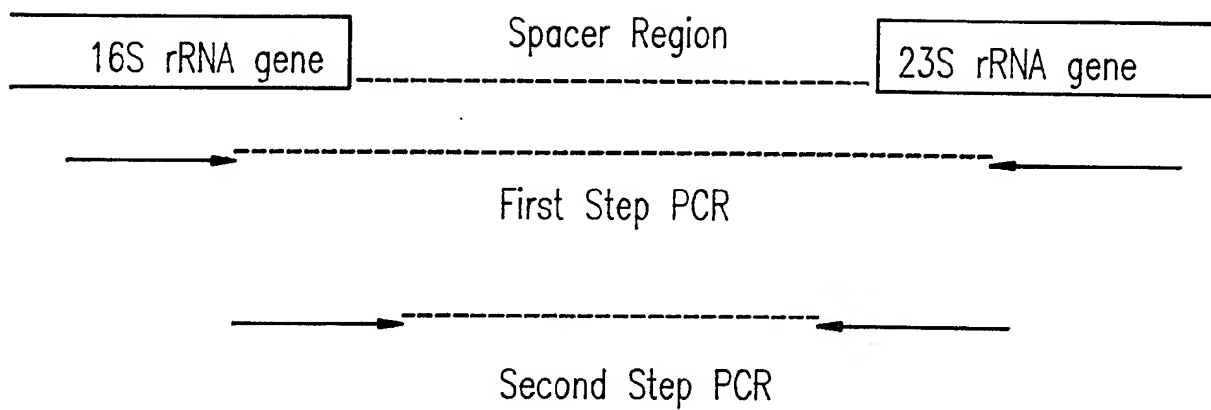 Spacer Region
16S rRNA gene
23S rRNA gene
First Step PCR
Second Step PCR